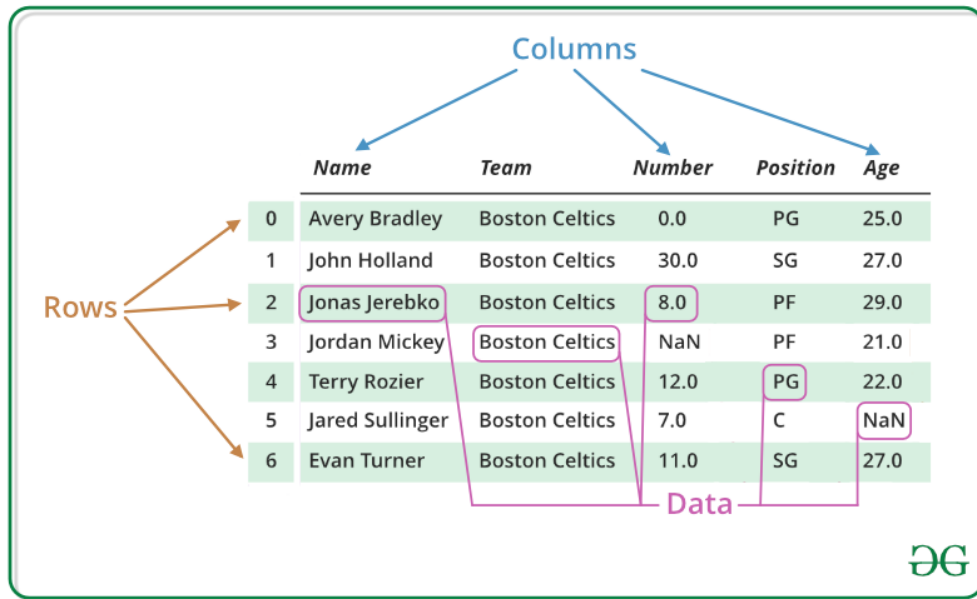 Columns
Name Team Number Position Age
0 Avery Bradley Boston Celtics 0.0 PG 25.0
1 John Holland Boston Celtics 30.0 SG 27.0
Rows
2 Jonas Jerebko Boston Celtics 8.0 PF 29.0
3 Jordan Mickey Boston Celtics NaN PF 21.0
4 Terry Rozier Boston Celtics 12.0 PG 22.0
5 Jared Sullinger Boston Celtics 7.0 C NaN
6 Evan Turner Boston Celtics 11.0 SG 27.0
Data